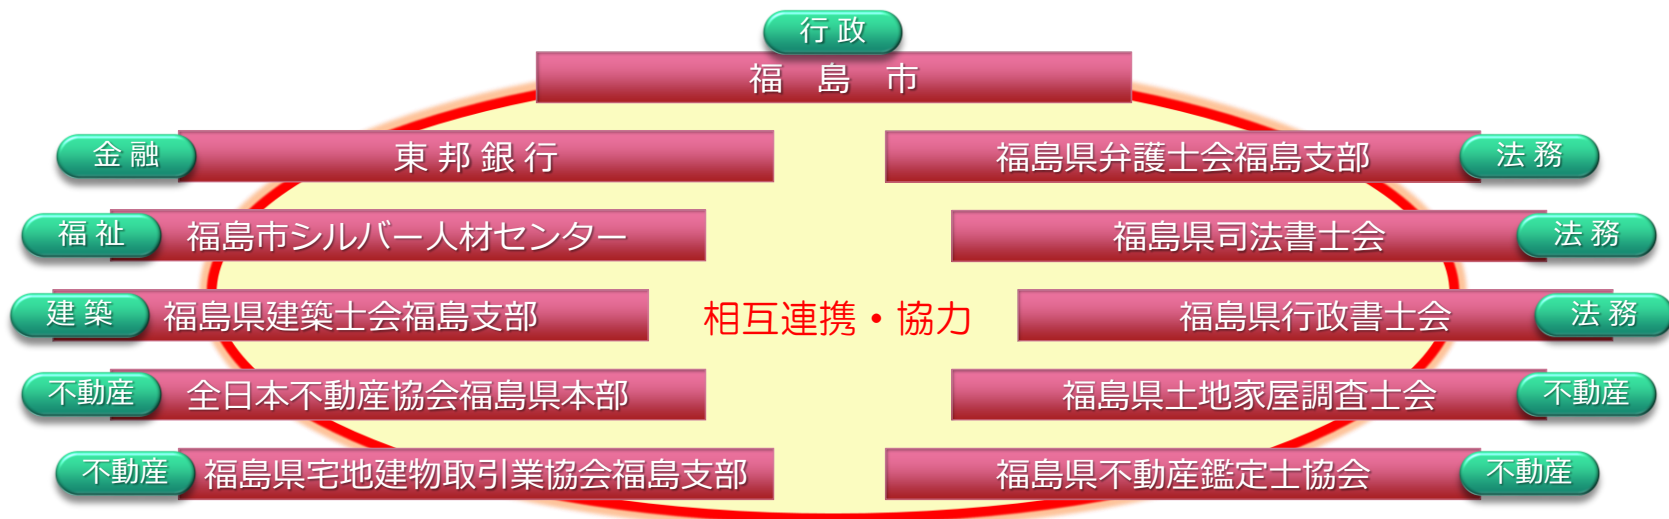 行政
福島市
金融
東邦銀行
福島県弁護士会福島支部
法務
福祉
福島市シルバー人材センター
福島県司法書士会
法務
建築
福島県建築士会福島支部
相互連携・協力
福島県行政書士会
法務
不動産
全日本不動産協会福島県本部
福島県土地家屋調査士会
不動産
不動産
福島県宅地建物取引業協会福島支部
福島県不動産鑑定士協会
不動産